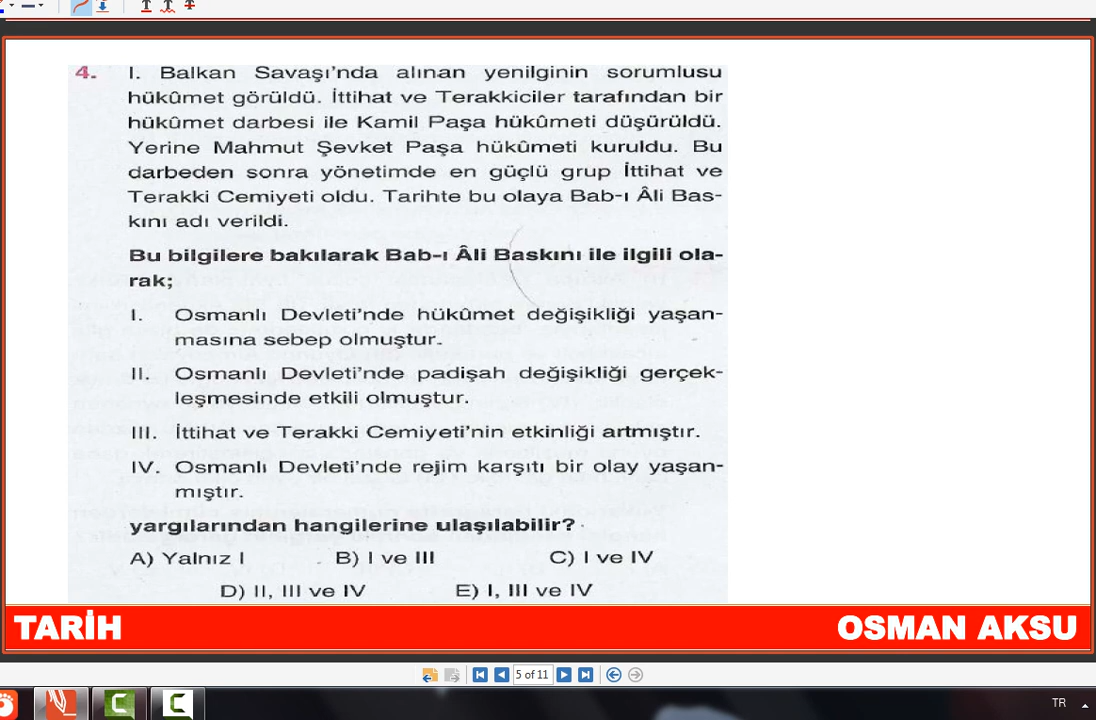 4. I. Balkan Savaşı'nda alınan yenilginin sorumlusu
hükûmet görüldü. İttihat ve Terakkiciler tarafından bir
hükûmet darbesi ile Kamil Paşa hükûmeti düşürüldü.
Yerine Mahmut Şevket Paşa hükûmeti kuruldu. Bu
darbeden sonra yönetimde en güçlü grup İttihat ve
Terakki Cemiyeti oldu. Tarihte bu olaya Bab-ı Âli Bas-
kını adı verildi.
Bu bilgilere bakılarak Bab-ı Âli Baskını ile ilgili ola-
rak;
I. Osmanlı Devleti'nde hükûmet değişikliği yaşan-
masına sebep olmuştur.
II. Osmanlı Devleti'nde padişah değişikliği gerçek-
leşmesinde etkili olmuştur.
III. İttihat ve Terakki Cemiyeti'nin etkinliği artmıştır.
IV. Osmanlı Devleti'nde rejim karşıtı bir olay yaşan-
mıştır.
yargılarından hangilerine ulaşılabilir?
A) Yalnız I B) I ve III C) I ve IV
D) II, III ve IV E) I, III ve IV
TARİH OSMAN AKSU
5 of 11
TR